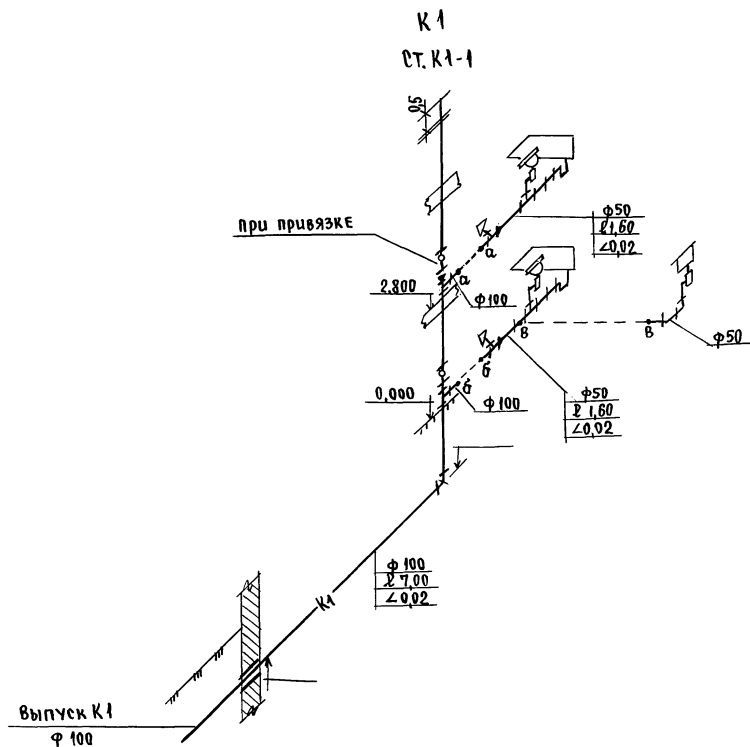 К1
СТ. К1-1
0,5
ПРИ ПРИВЯЗКЕ
ф50
ℓ 1,60
∠0,02
а
а
2.800
ф100
в
в
ф50
б
б
0,000
ф100
ф50
ℓ 1,60
∠0,02
ф100
ℓ 7,00
∠0,02
К1
ВЫПУСК К1
ф100